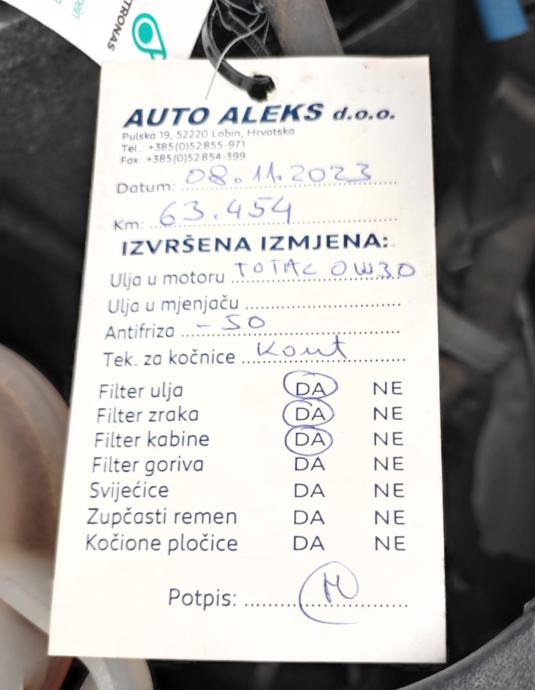 PETRONAS
AUTO ALEKS d.o.o.
Pulska 19, 52220 Labin, Hrvatska
Tel.: +385(0)52 855-971
Fax: +385(0)52 854-399
Datum: 08.11.2023
Km: 63.454
IZVRŠENA IZMJENA:
Ulja u motoru TOTAL 0W30
Ulja u mjenjaču
Antifriza -50
Tek. za kočnice Kont
Filter ulja DA NE
Filter zraka DA NE
Filter kabine DA NE
Filter goriva DA NE
Svijećice DA NE
Zupčasti remen DA NE
Kočione pločice DA NE
Potpis: